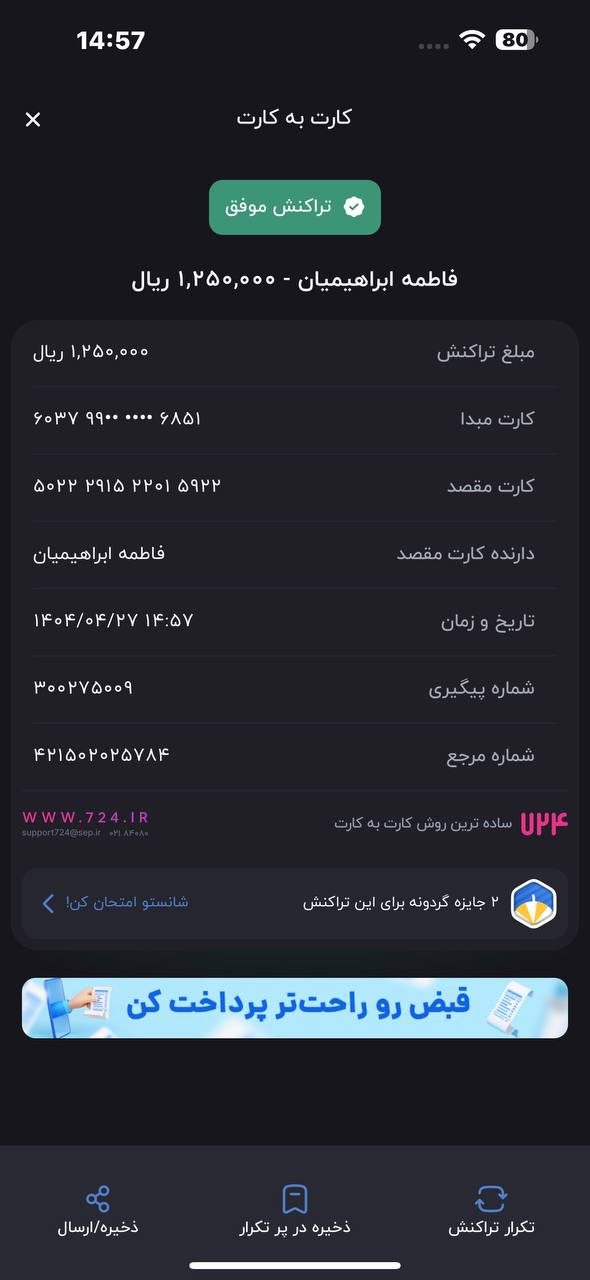 14:57
80
کارت به کارت
تراکنش موفق
فاطمه ابراهیمیان - ۱,۲۵۰,۰۰۰ ریال
مبلغ تراکنش ۱,۲۵۰,۰۰۰ ریال
کارت مبدا ۶۰۳۷ ۹۹•• •••• ۶۸۵۱
کارت مقصد ۵۰۲۲ ۲۹۱۵ ۲۲۰۱ ۵۹۲۲
دارنده کارت مقصد فاطمه ابراهیمیان
تاریخ و زمان ۱۴۰۴/۰۴/۲۷ ۱۴:۵۷
شماره پیگیری ۳۰۰۲۷۵۰۰۹
شماره مرجع ۴۲۱۵۰۲۰۲۵۷۸۴
۷۲۴ ساده ترین روش کارت به کارت
WWW.724.IR
support724@sep.ir ۰۲۱ ۸۴۰۸۰
۲ جایزه گردونه برای این تراکنش شانستو امتحان کن!
قبض رو راحت‌تر پرداخت کن
تکرار تراکنش ذخیره در پر تکرار ذخیره/ارسال